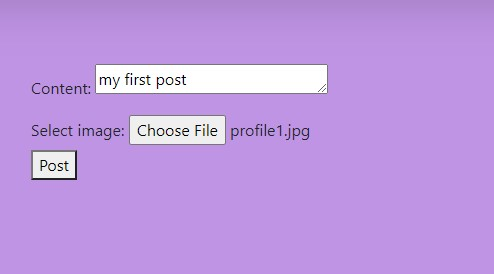 Content: my first post
Select image: Choose File profile1.jpg
Post